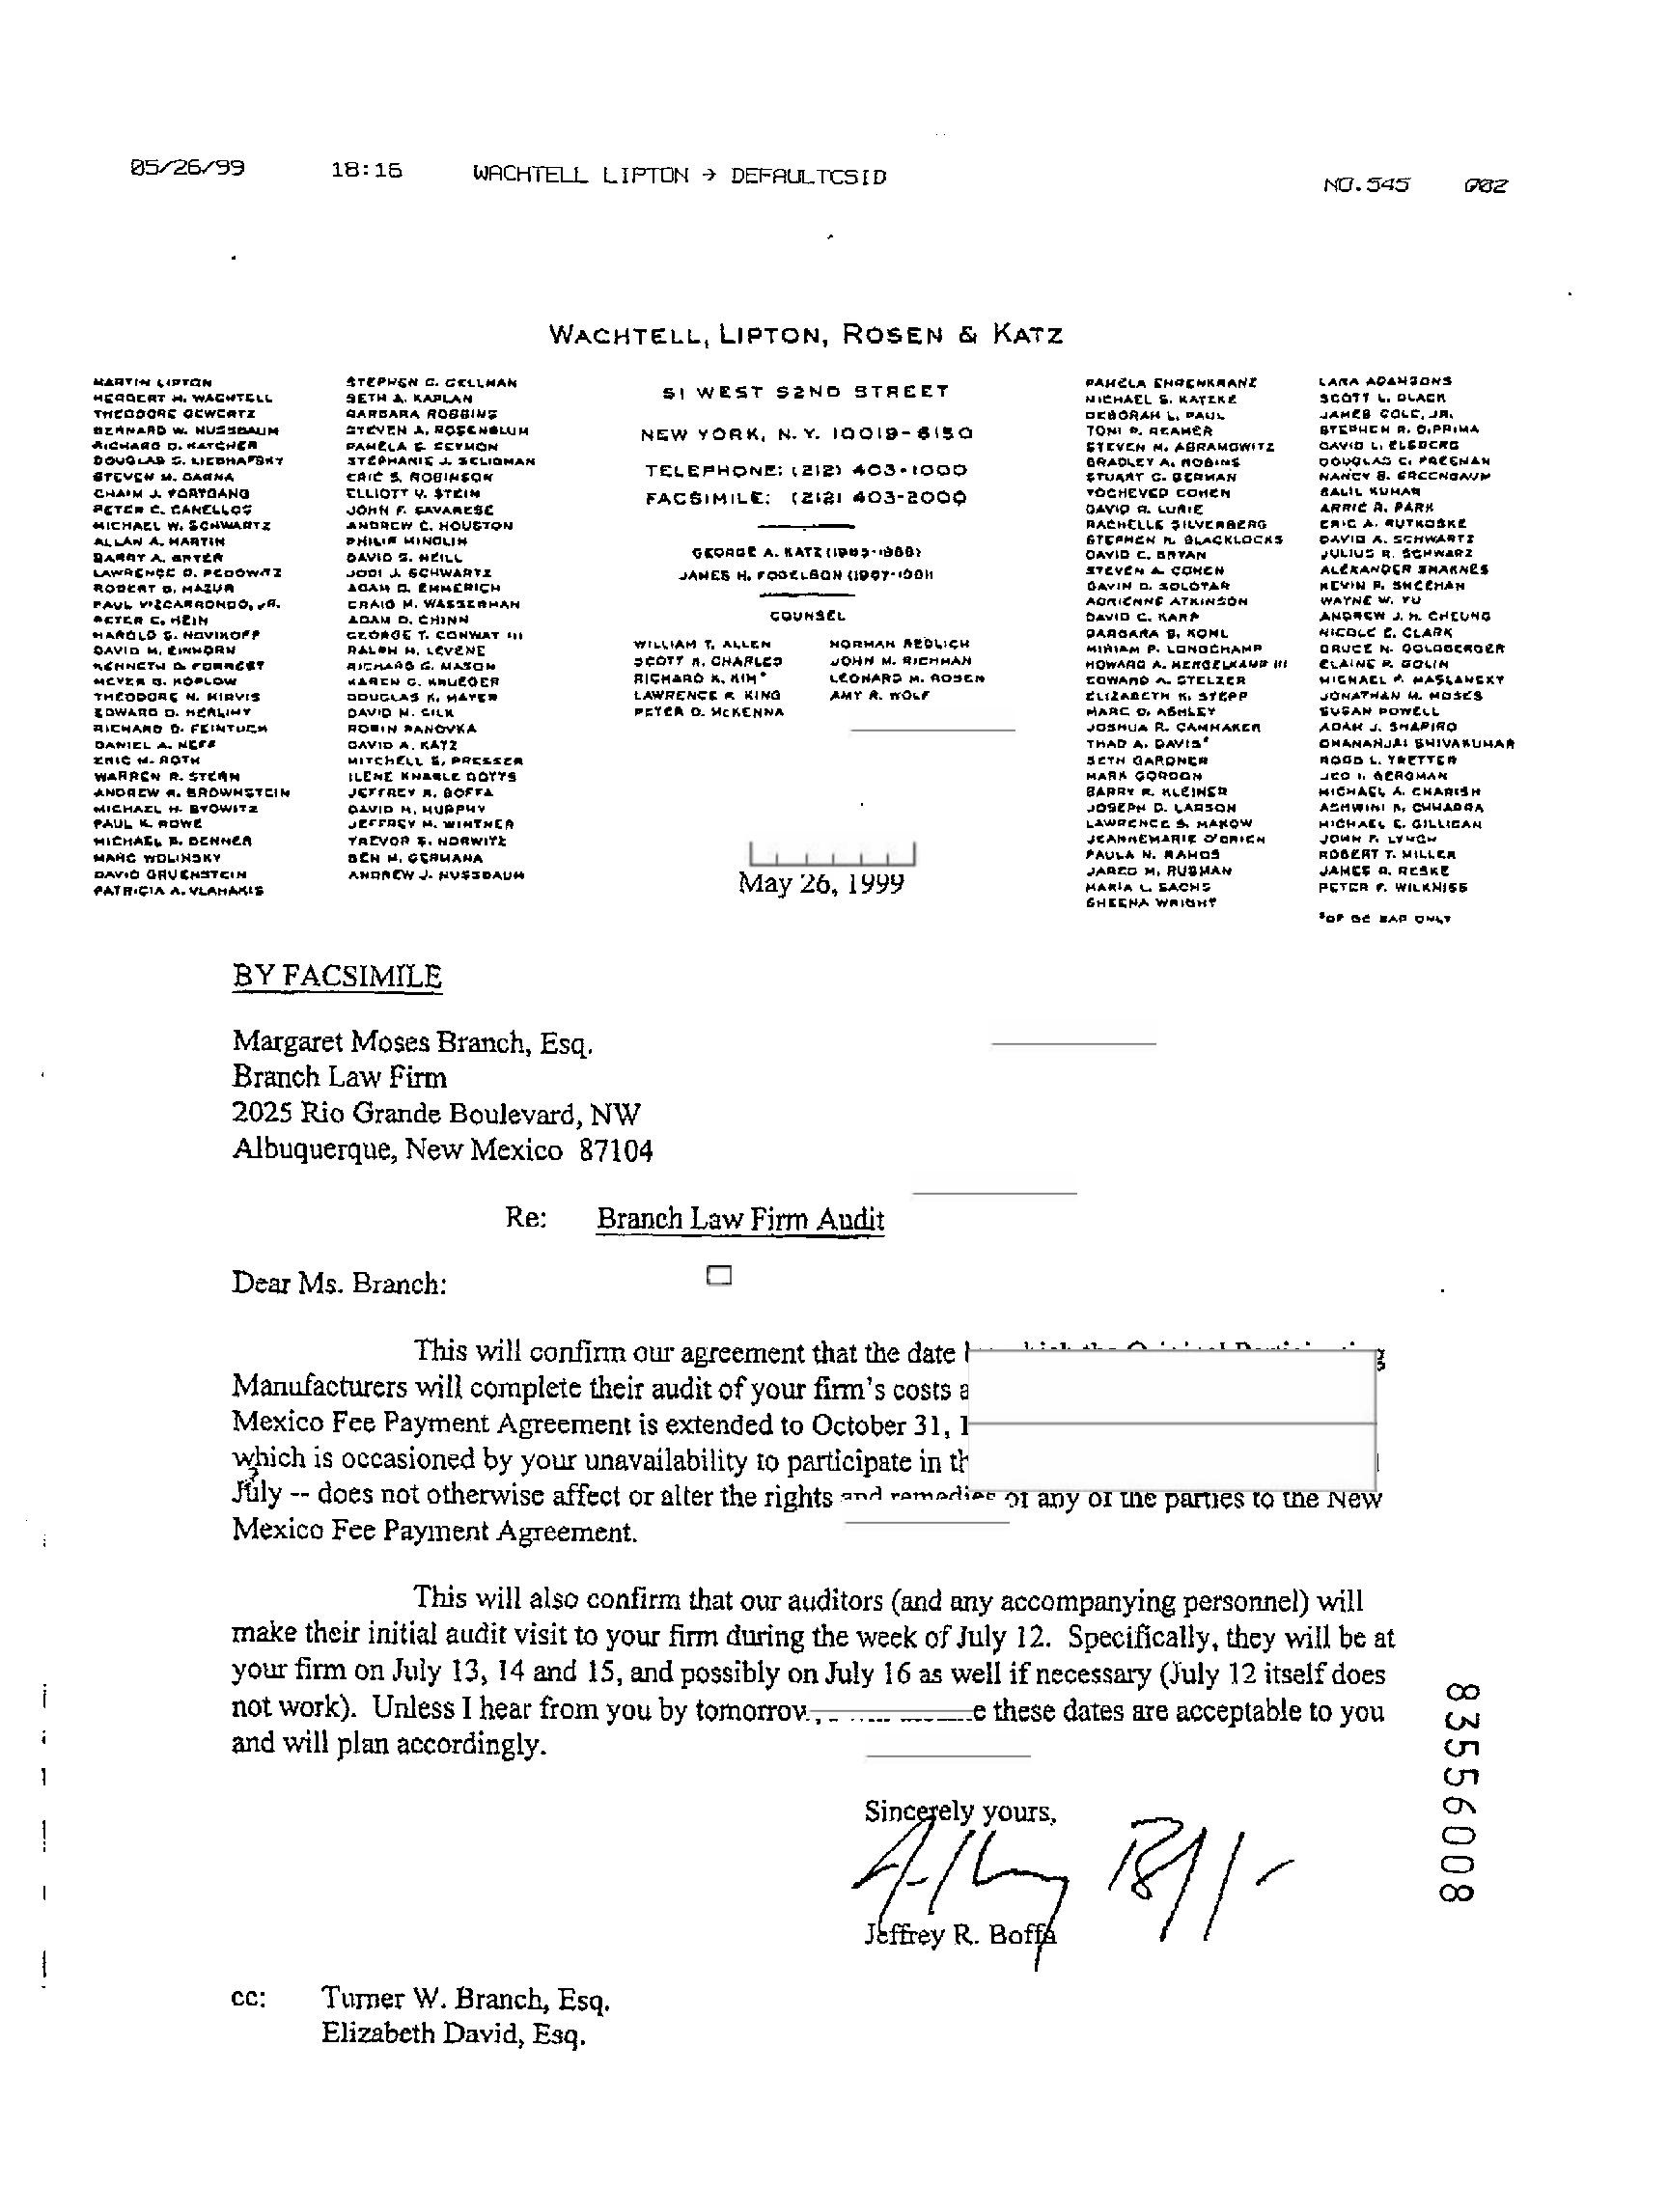 05/26/99 18:16 WACHTELL LIPTON → DEFAULTCSID NO.545 002
WACHTELL, LIPTON, ROSEN & KATZ
MARTIN LIPTON
HERBERT M. WACHTELL
THEODORE GEWERTZ
BERNARD W. NUSSBAUM
RICHARD D. KATCHER
DOUGLAS S. LIEBHAFSKY
STEVEN M. BARNA
CHAIM J. FORTGANG
PETER C. CANELLOS
MICHAEL W. SCHWARTZ
ALLAN A. MARTIN
BARRY A. BRYER
LAWRENCE B. PEDOWITZ
ROBERT B. MAZUR
PAUL VIZCARRONDO, JR.
PETER C. HEIN
HAROLD S. NOVIKOFF
DAVID M. EINHORN
KENNETH B. FORREST
MEYER G. KOPLOW
THEODORE N. MIRVIS
EDWARD D. HERLIHY
RICHARD D. FEINTUCH
DANIEL A. NEFF
ERIC M. ROTH
WARREN R. STERN
ANDREW R. BROWNSTEIN
MICHAEL H. BYOWITZ
PAUL K. ROWE
MICHAEL B. BENNER
MARC WOLINSKY
DAVID GRUENSTEIN
PATRICIA A. VLAHAKIS
STEPHEN G. GELLMAN
SETH A. KAPLAN
BARBARA ROBBINS
STEVEN A. ROSENBLUM
PAMELA S. SEYMON
STEPHANIE J. SELIGMAN
ERIC S. ROBINSON
ELLIOTT V. STEIN
JOHN F. SAVARESE
ANDREW C. HOUSTON
PHILIP MINDLIN
DAVID S. NEILL
JODI J. SCHWARTZ
ADAM O. EMMERICH
CRAIG M. WASSERMAN
ADAM D. CHINN
GEORGE T. CONWAY III
RALPH M. LEVENE
RICHARD G. MASON
KAREN G. KRUEGER
DOUGLAS K. MAYER
DAVID M. SILK
ROBIN PANOVKA
DAVID A. KATZ
MITCHELL S. PRESSER
ILENE KNABLE GOTTS
JEFFREY R. BOFFA
DAVID M. MURPHY
JEFFREY M. WINTNER
TREVOR S. NORWITZ
BEN M. GERMANA
ANDREW J. NUSSBAUM
51 WEST 52ND STREET
NEW YORK, N.Y. 10019-6150
TELEPHONE: (212) 403-1000
FACSIMILE: (212) 403-2000
GEORGE A. KATZ (1965-1989)
JAMES H. FOGELSON (1967-1991)
COUNSEL
WILLIAM T. ALLEN
SCOTT R. CHARLES
RICHARD K. KIM*
LAWRENCE R. KING
PETER D. McKENNA
NORMAN REDLICH
JOHN M. RICHMAN
LEONARD M. ROSEN
AMY R. WOLF
PAMELA EHRENKRANZ
MICHAEL S. KATZKE
DEBORAH L. PAUL
TONI P. REAMER
STEVEN M. ABRAMOWITZ
BRADLEY A. ROBINS
STUART C. BERMAN
YOCHEVED COHEN
DAVID A. LURIE
RACHELLE SILVERBERG
STEPHEN R. BLACKLOCKS
DAVID C. BRYAN
STEVEN A. COHEN
GAVIN D. SOLOTAR
ADRIENNE ATKINSON
DAVID C. KARP
BARBARA B. KOHL
MIRIAM P. LONGCHAMP
HOWARD A. MERGELKAMP III
EDWARD A. STELZER
ELIZABETH K. STEPP
MARC D. ASHLEY
JOSHUA R. CAMMAKER
THAD A. DAVIS*
SETH GARDNER
MARK GORDON
BARRY R. KLEINER
JOSEPH D. LARSON
LAWRENCE S. MAKOW
JEANNEMARIE O'BRIEN
PAULA N. RAMOS
JARED M. RUSMAN
MARIA L. SACHS
SHEENA WRIGHT
LARA ADAMSONS
SCOTT L. BLACK
JAMES COLE, JR.
STEPHEN R. DiPRIMA
DAVID L. ELSBERG
DOUGLAS C. FREEMAN
NANCY B. GREENBAUM
SALIL KUMAR
ARRIE R. PARK
ERIC A. RUTKOSKE
DAVID A. SCHWARTZ
JULIUS R. SCHWARZ
ALEXANDER SHAKNES
KEVIN P. SHEEHAN
WAYNE W. YU
ANDREW J. H. CHEUNG
NICOLE E. CLARK
BRUCE N. GOLDBERGER
ELAINE P. GOLIN
MICHAEL P. MASLANSKY
JONATHAN M. MOSES
SUSAN POWELL
ADAM J. SHAPIRO
DHANANJAI SHIVAKUMAR
ROSS L. TRETTER
JED I. BERGMAN
MICHAEL A. CHARISH
ASHWINI R. CHHABRA
MICHAEL E. GILLIGAN
JOHN F. LYNCH
ROBERT T. MILLER
JAMES R. RESKE
PETER F. WILKNISS
*OF DC BAR ONLY
May 26, 1999
BY FACSIMILE
Margaret Moses Branch, Esq.
Branch Law Firm
2025 Rio Grande Boulevard, NW
Albuquerque, New Mexico 87104
Re: Branch Law Firm Audit
Dear Ms. Branch:
This will confirm our agreement that the date
Manufacturers will complete their audit of your firm's costs
Mexico Fee Payment Agreement is extended to October 31,
which is occasioned by your unavailability to participate in
July -- does not otherwise affect or alter the rights and remedies of any of the parties to the New
Mexico Fee Payment Agreement.
This will also confirm that our auditors (and any accompanying personnel) will
make their initial audit visit to your firm during the week of July 12. Specifically, they will be at
your firm on July 13, 14 and 15, and possibly on July 16 as well if necessary (July 12 itself does
not work). Unless I hear from you by tomorrow, these dates are acceptable to you
and will plan accordingly.
Sincerely yours,
Jeffrey R. Boffa
cc: Turner W. Branch, Esq.
Elizabeth David, Esq.
83556008